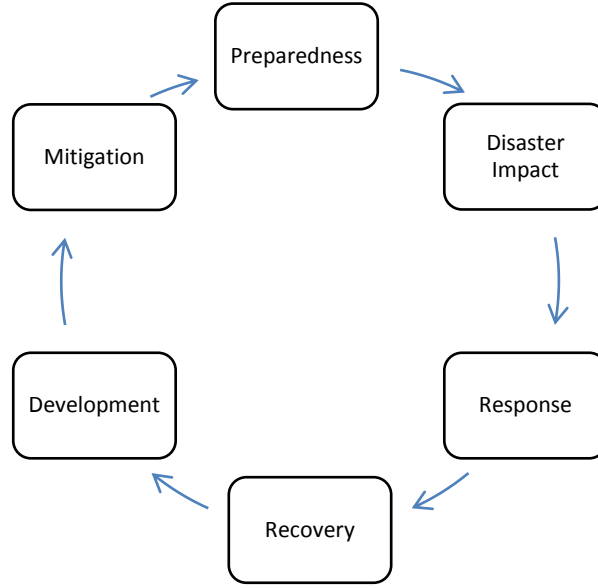 Preparedness
Disaster
Impact
Response
Recovery
Development
Mitigation